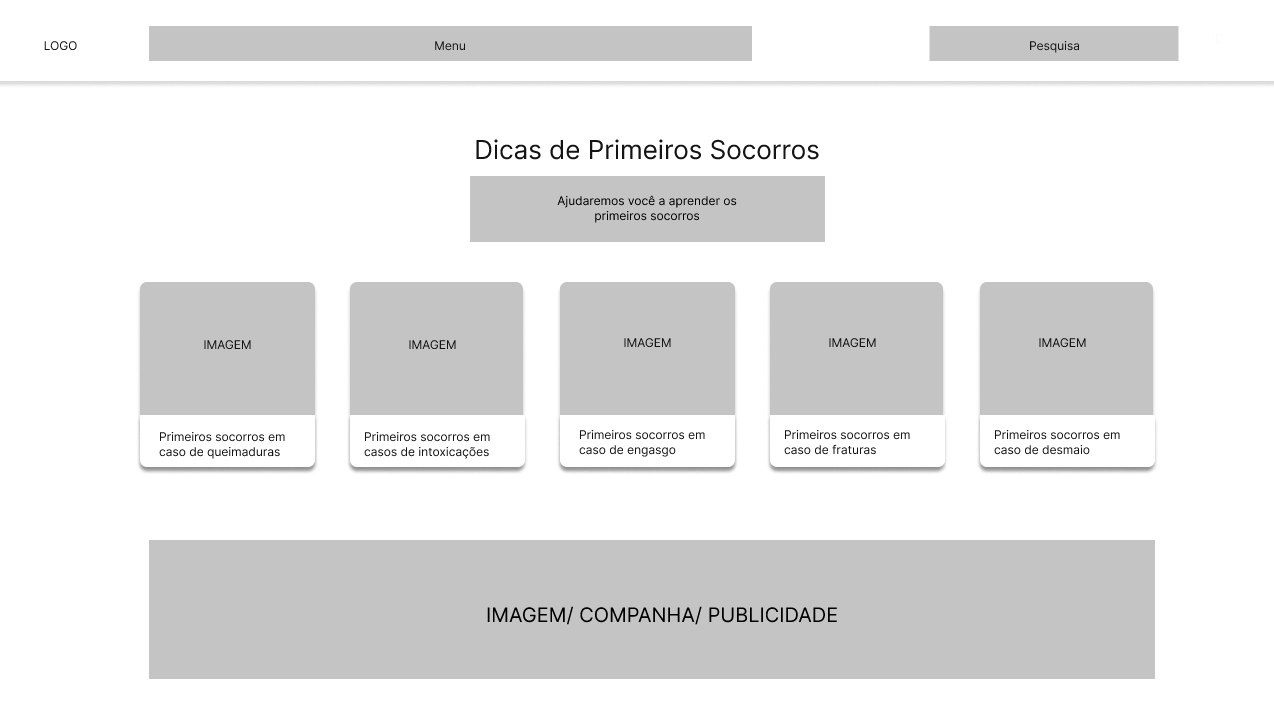 LOGO
Menu
Pesquisa
Dicas de Primeiros Socorros
Ajudaremos você a aprender os
primeiros socorros
IMAGEM
IMAGEM
IMAGEM
IMAGEM
IMAGEM
Primeiros socorros em
caso de queimaduras
Primeiros socorros em
casos de intoxicações
Primeiros socorros em
caso de engasgo
Primeiros socorros em
caso de fraturas
Primeiros socorros em
caso de desmaio
IMAGEM/ COMPANHA/ PUBLICIDADE